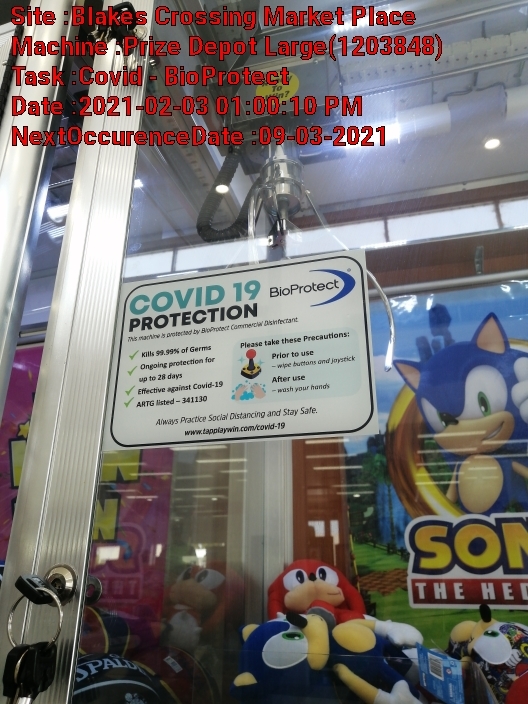 Site :Blakes Crossing Market Place
Machine :Prize Depot Large(1203848)
Task :Covid - BioProtect
Date :2021-02-03 01:00:10 PM
NextOccurenceDate :09-03-2021
To
Win?
COVID 19
PROTECTION
BioProtect
This machine is protected by BioProtect Commercial Disinfectant.
Kills 99.99% of Germs
Ongoing protection for
up to 28 days
Effective against Covid-19
ARTG listed – 341130
Please take these Precautions:
Prior to use
– wipe buttons and joystick
After use
– wash your hands
Always Practice Social Distancing and Stay Safe.
www.tapplaywin.com/covid-19
SON
THE HED
SPALD